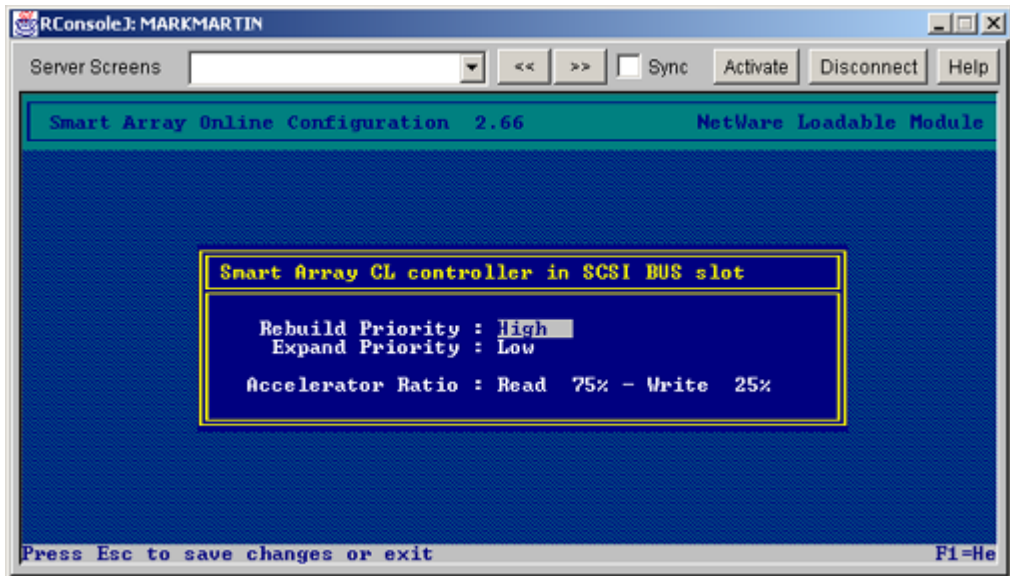 RConsoleJ: MARKMARTIN
Server Screens << >> Sync Activate Disconnect Help
Smart Array Online Configuration 2.66 NetWare Loadable Module
Smart Array CL controller in SCSI BUS slot
Rebuild Priority : High
Expand Priority : Low
Accelerator Ratio : Read 75% - Write 25%
Press Esc to save changes or exit F1=He